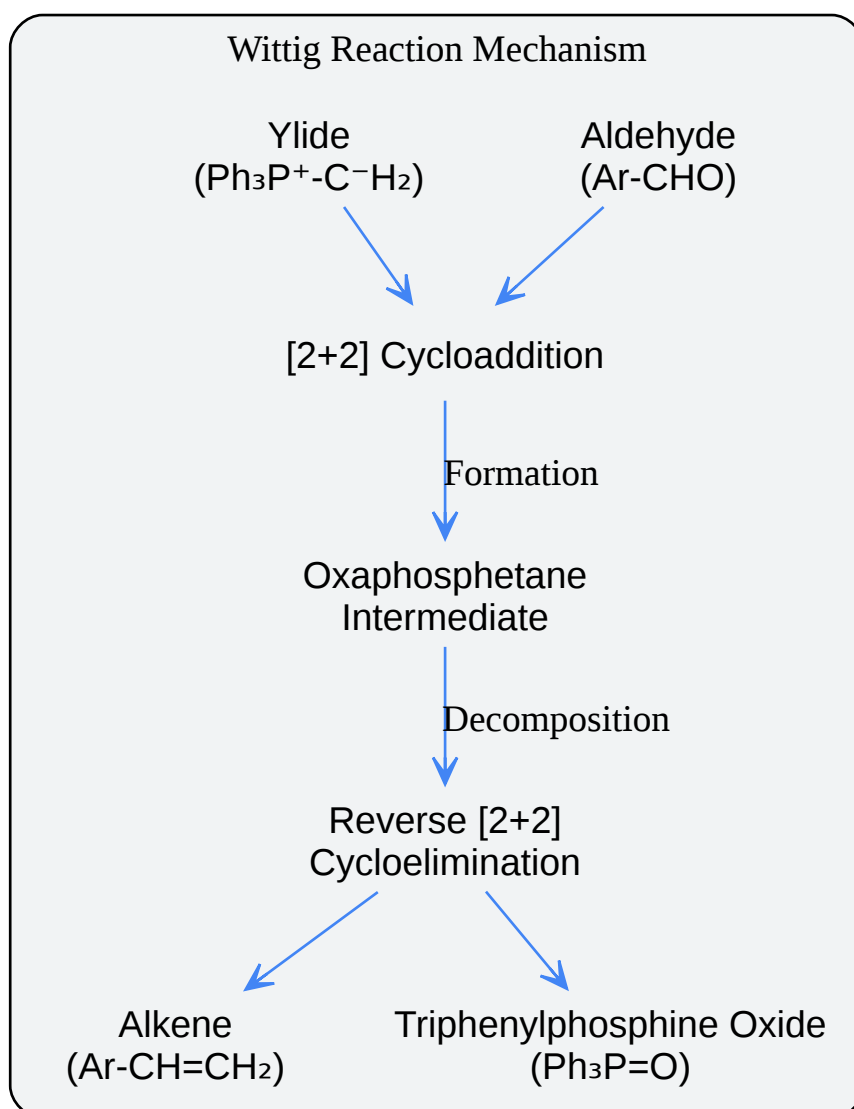 Wittig Reaction Mechanism
Ylide
(Ph₃P⁺-C⁻H₂)
Aldehyde
(Ar-CHO)
[2+2] Cycloaddition
Formation
Oxaphosphetane
Intermediate
Decomposition
Reverse [2+2]
Cycloelimination
Alkene
(Ar-CH=CH₂)
Triphenylphosphine Oxide
(Ph₃P=O)